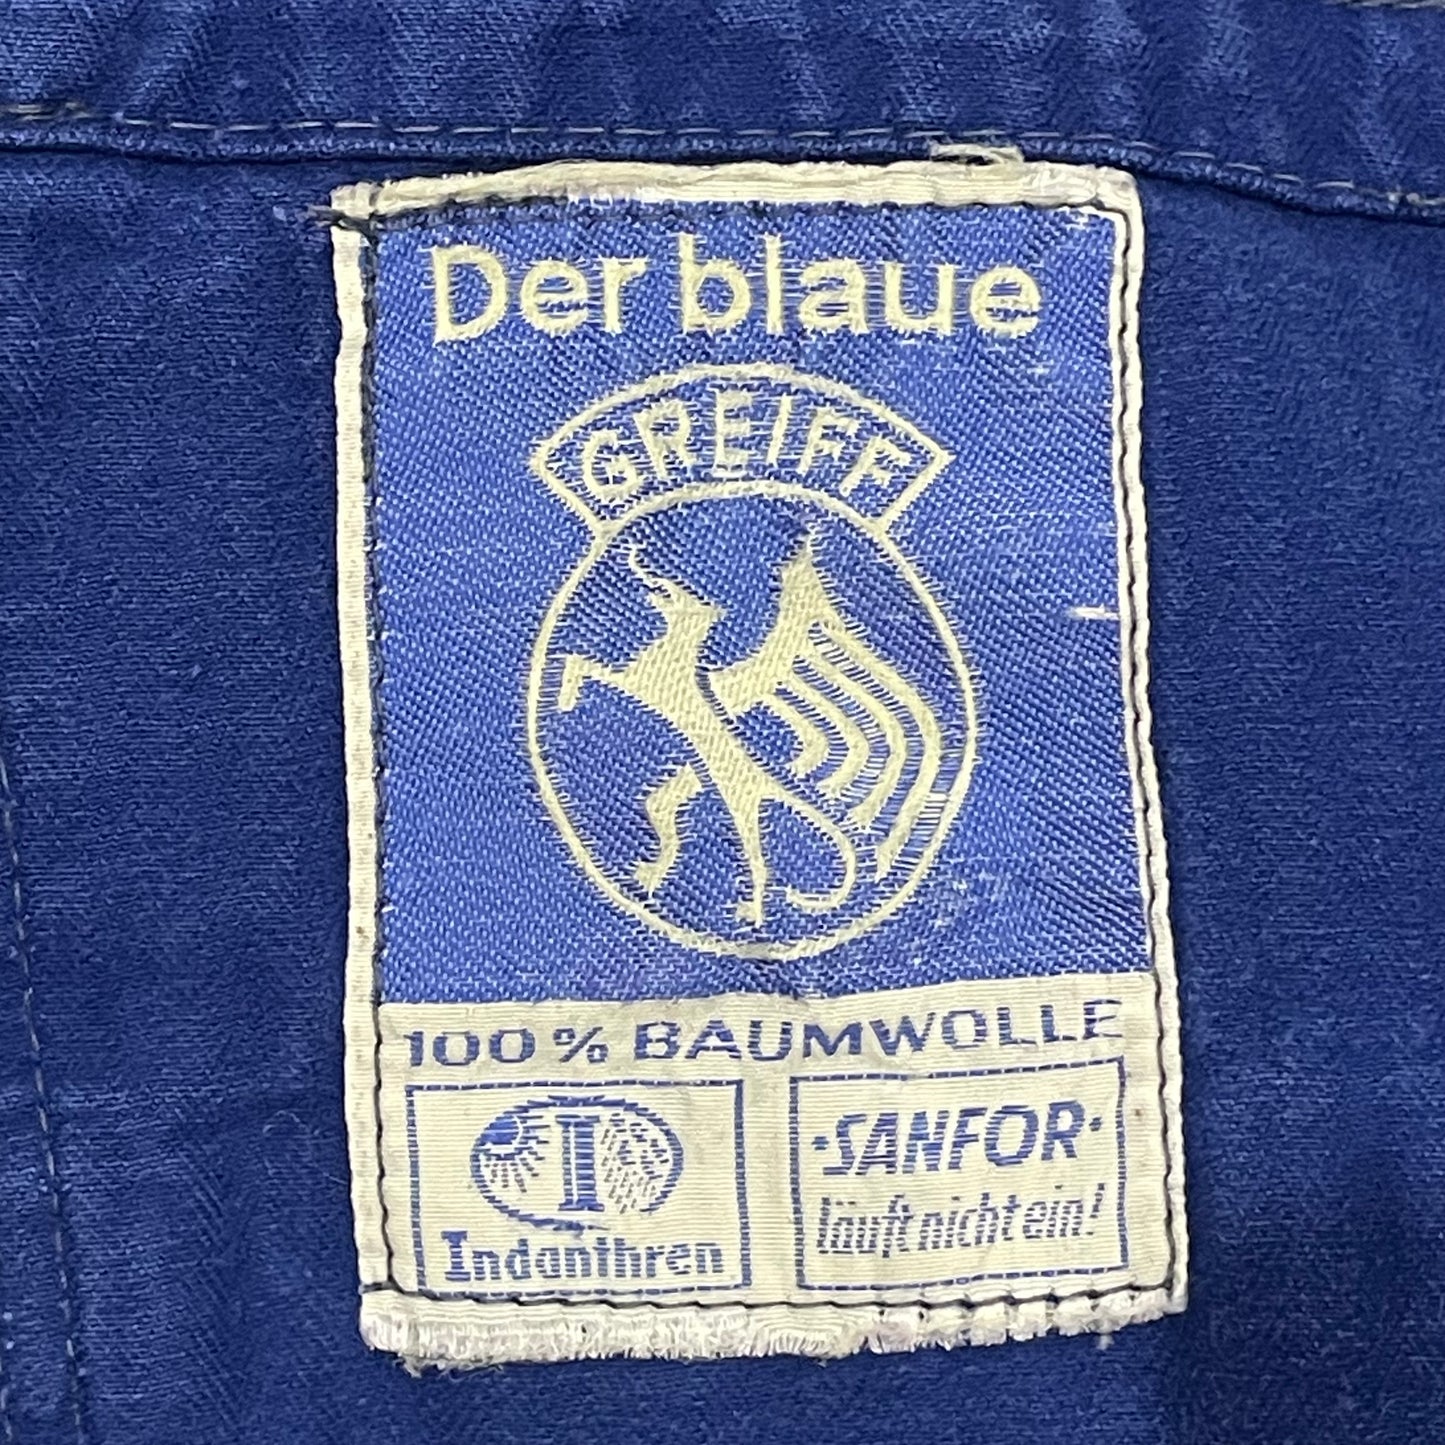 Der blaue
GREIFF
100% BAUMWOLLE
I
Indanthren
·SANFOR·
läuft nicht ein!